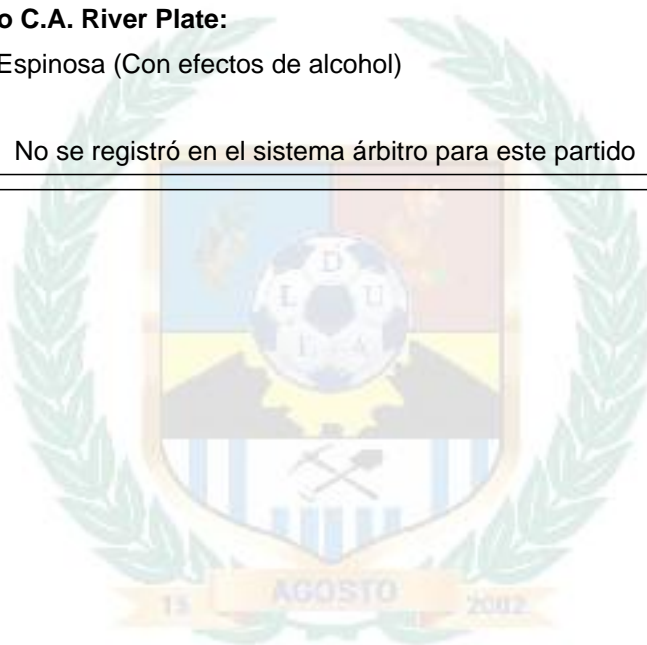 o C.A. River Plate:
Espinosa (Con efectos de alcohol)
No se registró en el sistema árbitro para este partido
D
L U
E A
15 AGOSTO 2002